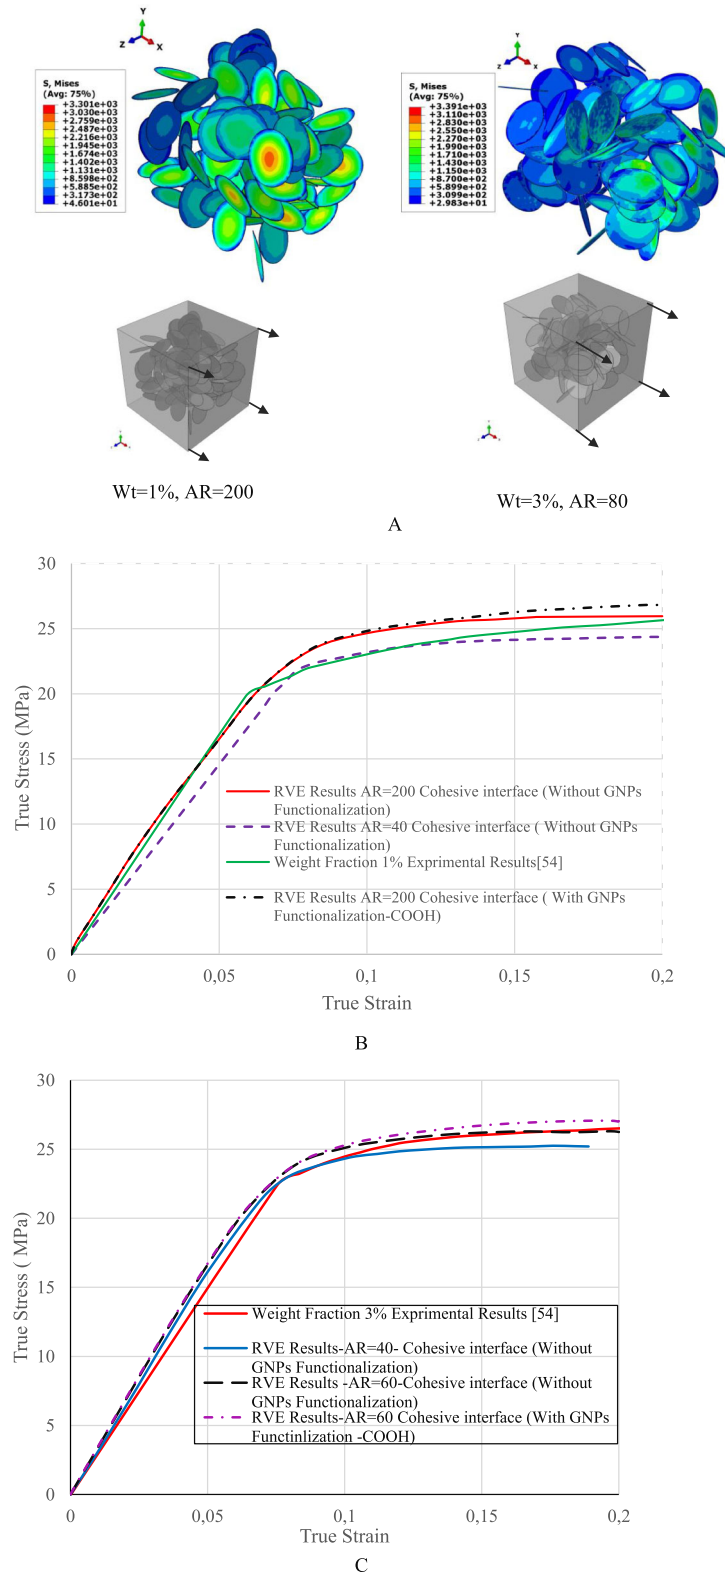 Y
Z
X
S, Mises
(Avg: 75%)
+3.301e+03
+3.030e+03
+2.759e+03
+2.487e+03
+2.216e+03
+1.945e+03
+1.674e+03
+1.402e+03
+1.131e+03
+8.598e+02
+5.885e+02
+3.173e+02
+4.601e+01
Y
Z
X
S, Mises
(Avg: 75%)
+3.391e+03
+3.110e+03
+2.830e+03
+2.550e+03
+2.270e+03
+1.990e+03
+1.710e+03
+1.430e+03
+1.150e+03
+8.700e+02
+5.899e+02
+3.099e+02
+2.983e+01
Wt=1%, AR=200
Wt=3%, AR=80
A
30
25
20
15
10
5
0
True Stress (MPa)
RVE Results AR=200 Cohesive interface (Without GNPs
Functionalization)
RVE Results AR=40 Cohesive interface ( Without GNPs
Functionalization)
Weight Fraction 1% Exprimental Results[54]
RVE Results AR=200 Cohesive interface ( With GNPs
Functionalization-COOH)
0
0,05
0,1
0,15
0,2
True Strain
B
30
25
20
15
10
5
0
True Stress ( MPa)
Weight Fraction 3% Exprimental Results [54]
RVE Results-AR=40- Cohesive interface (Without
GNPs Functionalization)
RVE Results -AR=60-Cohesive interface (Without
GNPs Functionalization)
RVE Results-AR=60 Cohesive interface (With GNPs
Functinlization -COOH)
0
0,05
0,1
0,15
0,2
True Strain
C